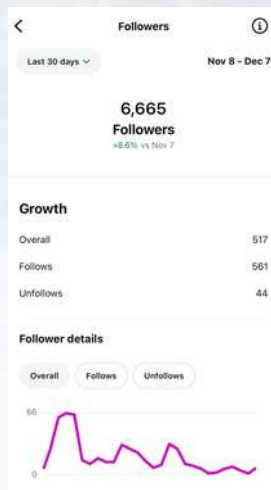 Followers
Last 30 days
Nov 8 - Dec 7
6,665
Followers
+8.6% vs Nov 7
Growth
Overall 517
Follows 561
Unfollows 44
Follower details
Overall Follows Unfollows
66
0